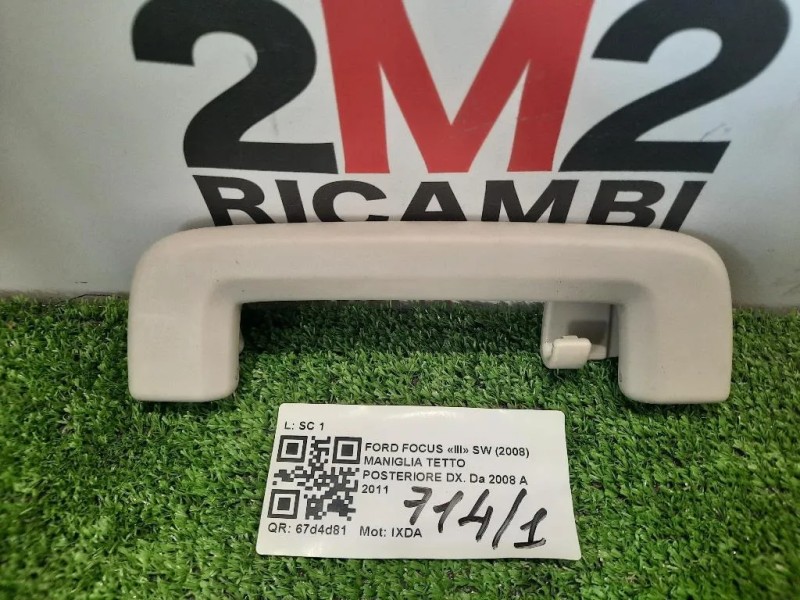 2M2
RICAMBI
L: SC 1
FORD FOCUS «III» SW (2008)
MANIGLIA TETTO
POSTERIORE DX. Da 2008 A
2011
714/1
QR: 67d4d81 Mot: IXDA